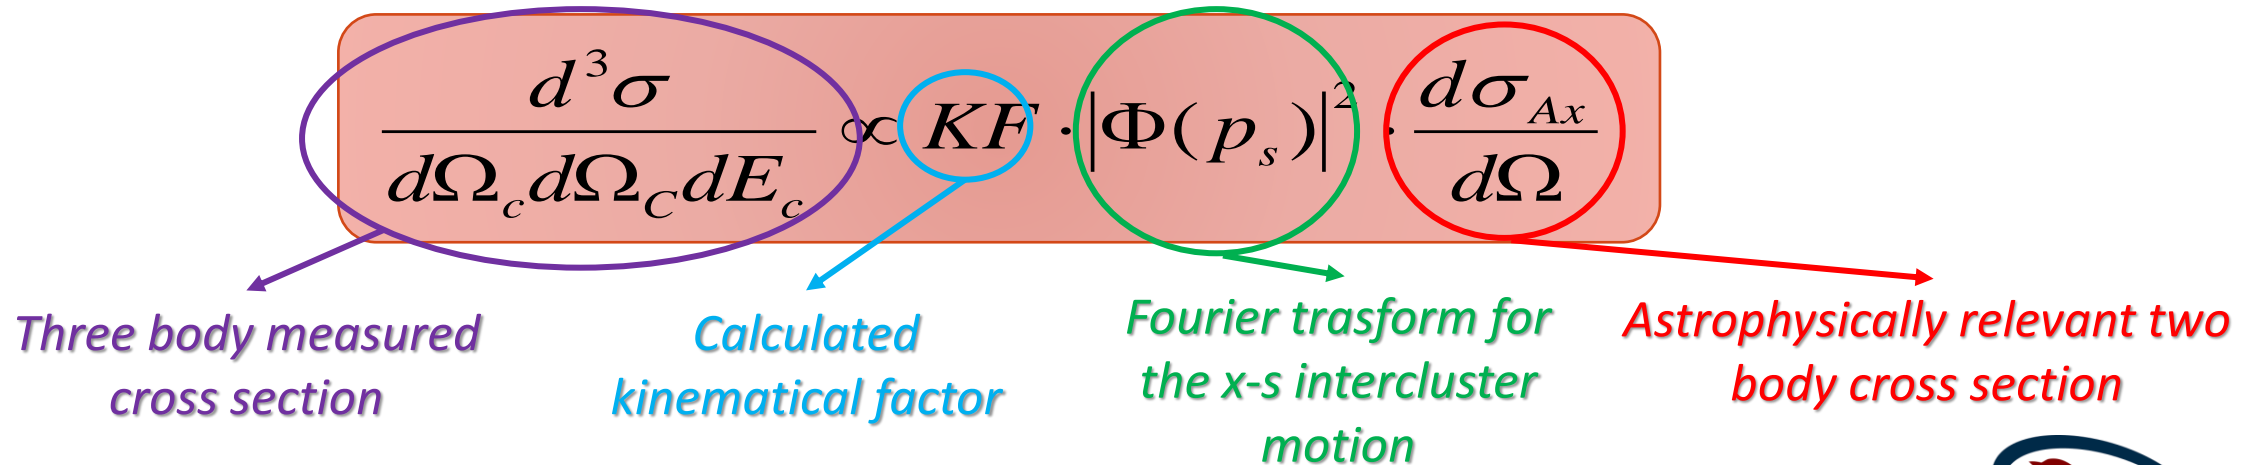 d³σ / dΩ_c dΩ_C dE_c ∝ KF · |Φ(p_s)|² · dσ_Ax / dΩ
Three body measured
cross section
Calculated
kinematical factor
Fourier trasform for
the x-s intercluster
motion
Astrophysically relevant two
body cross section